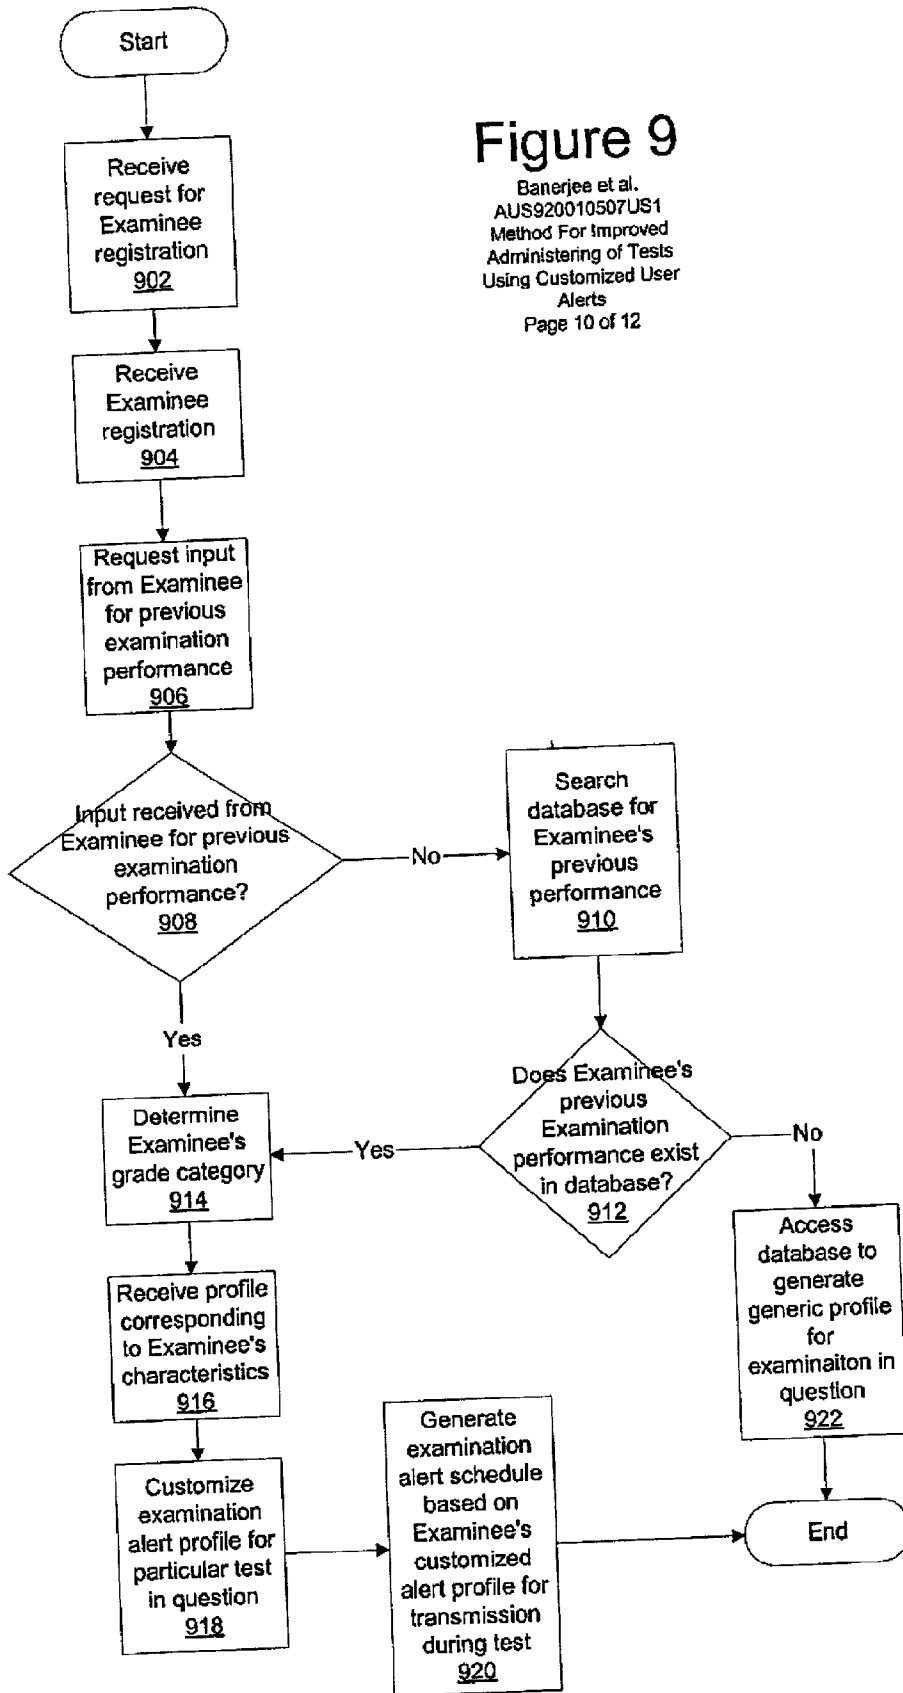 Start
Figure 9
Banerjee et al.
AUS920010507US1
Method For Improved
Administering of Tests
Using Customized User
Alerts
Page 10 of 12
Receive
request for
Examinee
registration
902
Receive
Examinee
registration
904
Request input
from Examinee
for previous
examination
performance
906
Input received from
Examinee for previous
examination
performance?
908
No
Search
database for
Examinee's
previous
performance
910
Yes
Does Examinee's
previous
Examination
performance exist
in database?
912
Yes
No
Determine
Examinee's
grade category
914
Access
database to
generate
generic profile
for
examinaiton in
question
922
Receive profile
corresponding
to Examinee's
characteristics
916
Customize
examination
alert profile for
particular test
in question
918
Generate
examination
alert schedule
based on
Examinee's
customized
alert profile for
transmission
during test
920
End